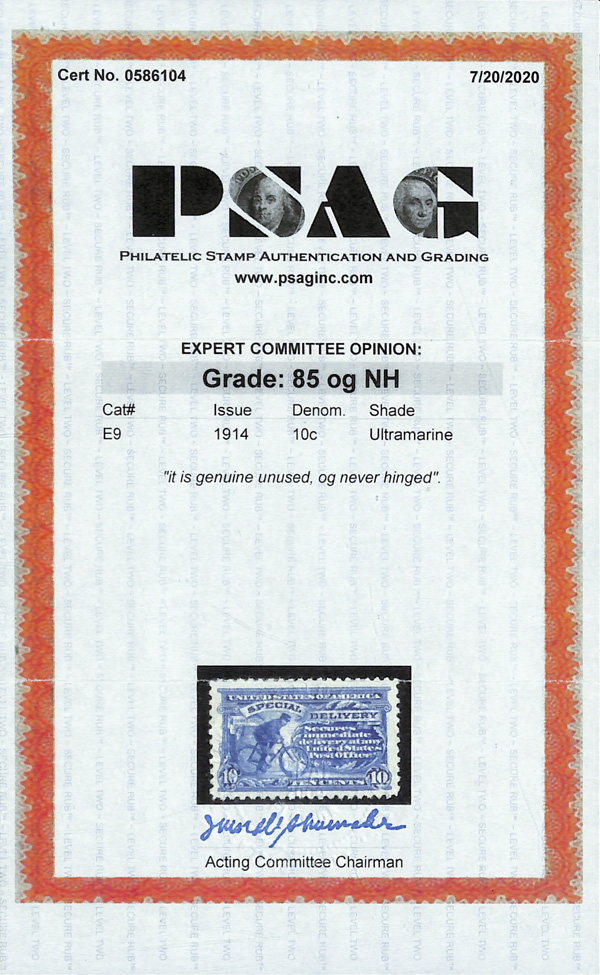 Cert No. 0586104 7/20/2020
PSAG
PHILATELIC STAMP AUTHENTICATION AND GRADING
www.psaginc.com
EXPERT COMMITTEE OPINION:
Grade: 85 og NH
Cat# Issue Denom. Shade
E9 1914 10c Ultramarine
"it is genuine unused, og never hinged".
UNITED STATES OF AMERICA
SPECIAL DELIVERY
Secures
immediate
delivery at any
United States
Post Office
10 TEN CENTS 10
Acting Committee Chairman